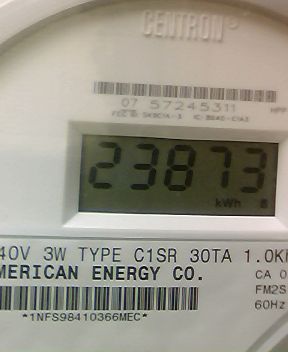 CENTRON®
07 57245311
23873
kWh
40V 3W TYPE C1SR 30TA 1.0K
MERICAN ENERGY CO.
CA 0
FM2S
60Hz
*1NFS98410366MEC*